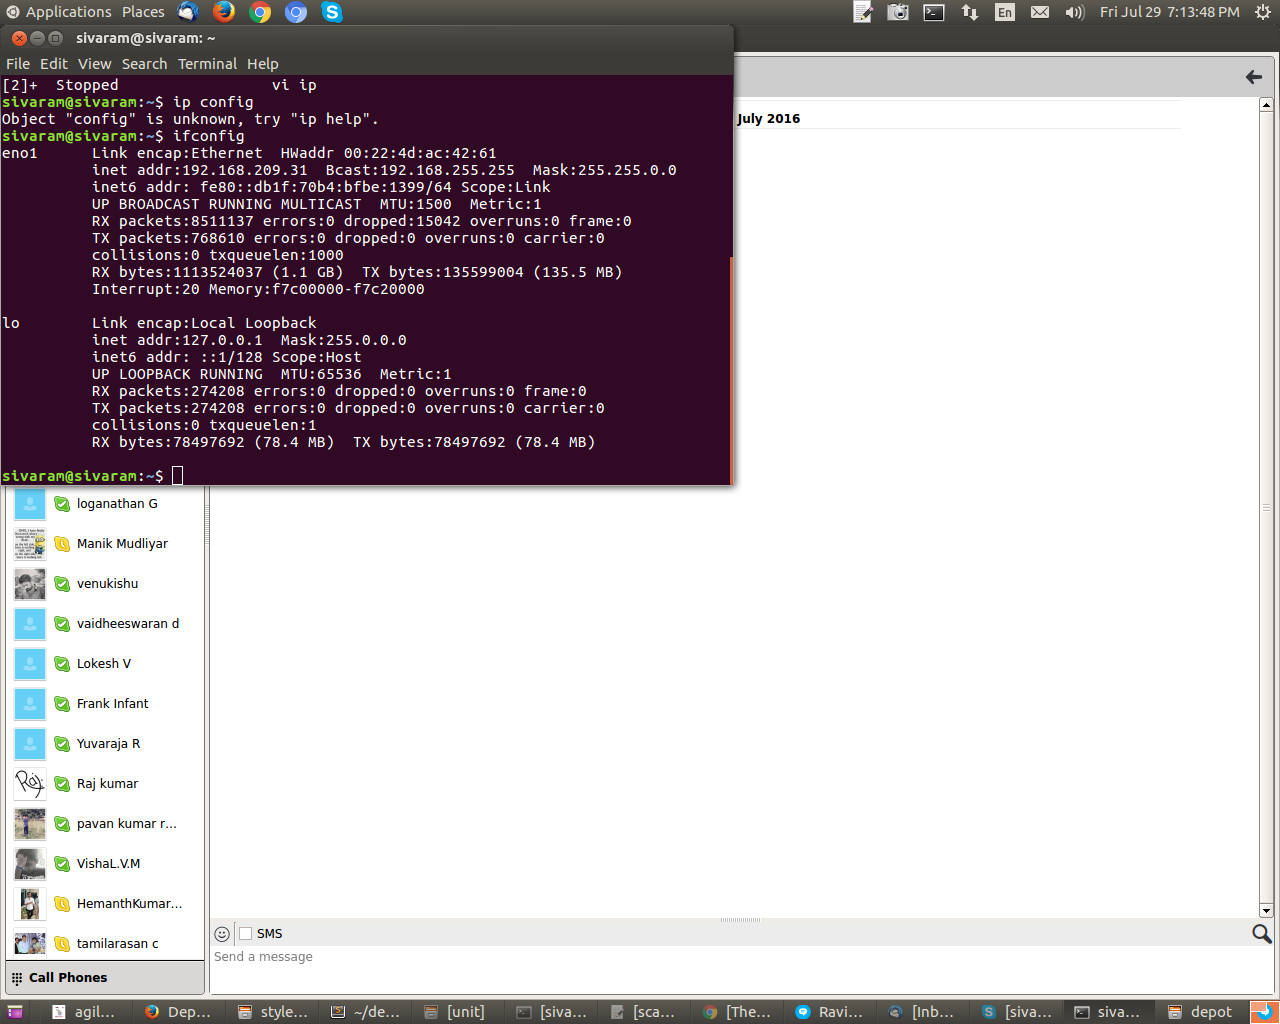 Applications Places En Fri Jul 29 7:13:48 PM
sivaram@sivaram: ~
File Edit View Search Terminal Help
[2]+  Stopped                 vi ip
sivaram@sivaram:~$ ip config
Object "config" is unknown, try "ip help".
sivaram@sivaram:~$ ifconfig
eno1      Link encap:Ethernet  HWaddr 00:22:4d:ac:42:61
          inet addr:192.168.209.31  Bcast:192.168.255.255  Mask:255.255.0.0
          inet6 addr: fe80::db1f:70b4:bfbe:1399/64 Scope:Link
          UP BROADCAST RUNNING MULTICAST  MTU:1500  Metric:1
          RX packets:8511137 errors:0 dropped:15042 overruns:0 frame:0
          TX packets:768610 errors:0 dropped:0 overruns:0 carrier:0
          collisions:0 txqueuelen:1000
          RX bytes:1113524037 (1.1 GB)  TX bytes:135599004 (135.5 MB)
          Interrupt:20 Memory:f7c00000-f7c20000
lo        Link encap:Local Loopback
          inet addr:127.0.0.1  Mask:255.0.0.0
          inet6 addr: ::1/128 Scope:Host
          UP LOOPBACK RUNNING  MTU:65536  Metric:1
          RX packets:274208 errors:0 dropped:0 overruns:0 frame:0
          TX packets:274208 errors:0 dropped:0 overruns:0 carrier:0
          collisions:0 txqueuelen:1
          RX bytes:78497692 (78.4 MB)  TX bytes:78497692 (78.4 MB)
sivaram@sivaram:~$
July 2016
loganathan G
Manik Mudliyar
venukishu
vaidheeswaran d
Lokesh V
Frank Infant
Yuvaraja R
Raj kumar
pavan kumar r...
VishaL.V.M
HemanthKumar...
tamilarasan c
Call Phones
SMS
Send a message
agil... Dep... style... ~/de... [unit] [siva... [sca... [The... Ravi... [Inb... [siva... siva... depot